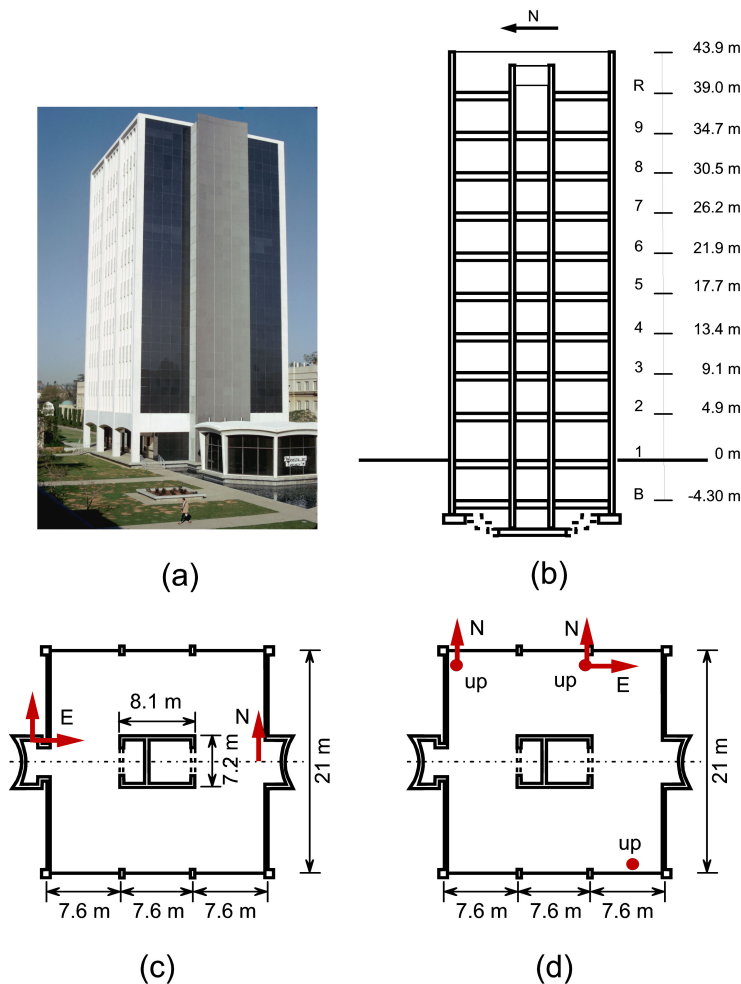 N
43.9 m
R 39.0 m
9 34.7 m
8 30.5 m
7 26.2 m
6 21.9 m
5 17.7 m
4 13.4 m
3 9.1 m
2 4.9 m
1 0 m
B -4.30 m
(a)
(b)
8.1 m
E
N
7.2 m
21 m
7.6 m 7.6 m 7.6 m
(c)
N
N
up
up
E
21 m
up
7.6 m 7.6 m 7.6 m
(d)